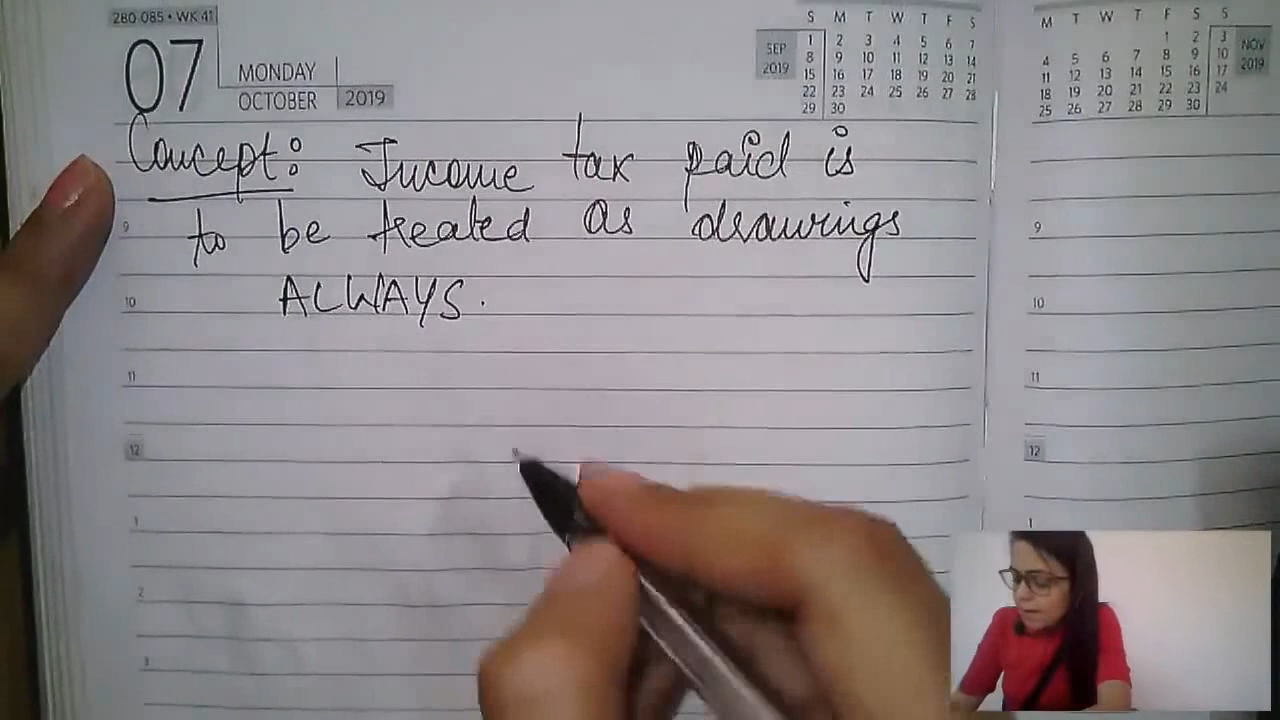 280 085 • WK 41
07
MONDAY
OCTOBER 2019
SEP 2019
S M T W T F S
1 2 3 4 5 6 7
8 9 10 11 12 13 14
15 16 17 18 19 20 21
22 23 24 25 26 27 28
29 30
M T W T F S S
1 2 3
4 5 6 7 8 9 10
11 12 13 14 15 16 17
18 19 20 21 22 23 24
25 26 27 28 29 30
NOV 2019
Concept: Income tax paid is
to be treated as drawings
ALWAYS.
9
10
11
12
1
2
3
9
10
11
12
1